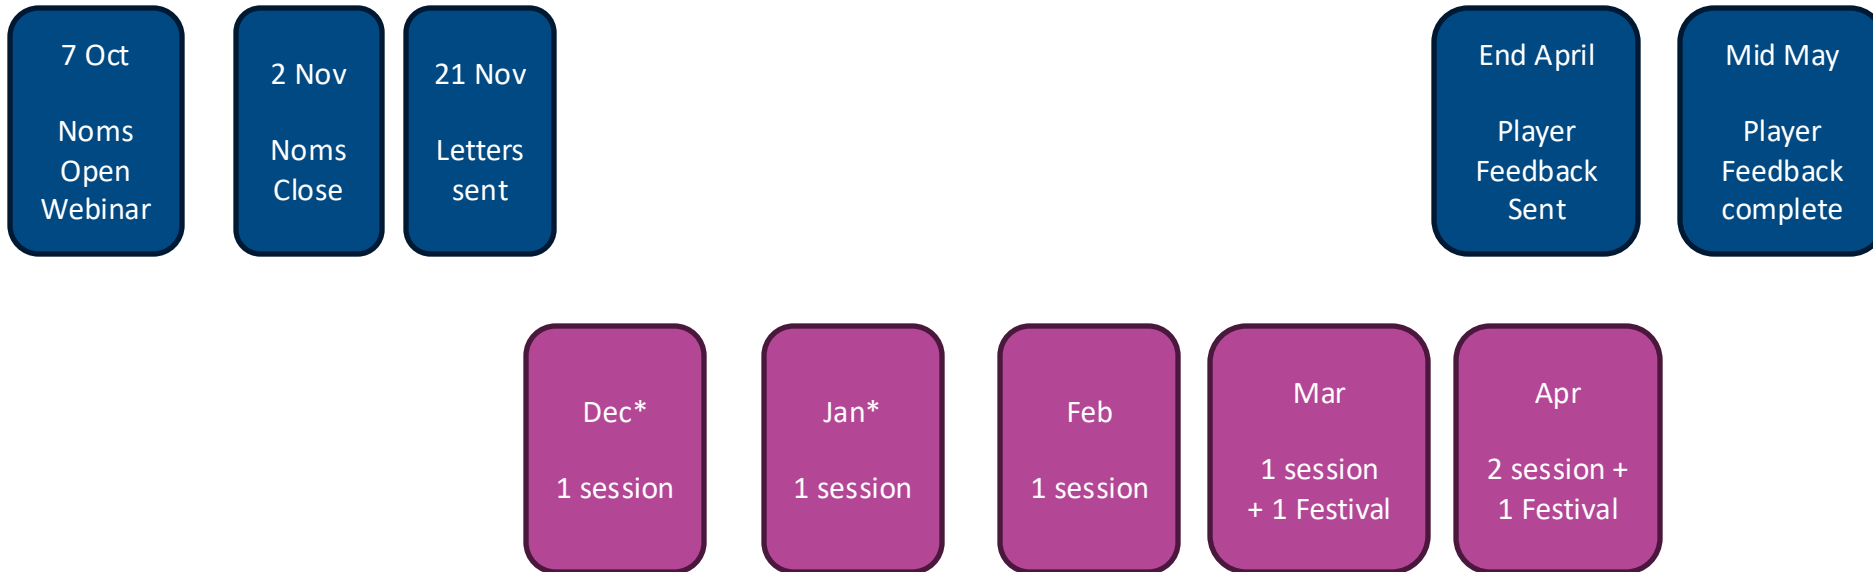 7 Oct
Noms
Open
Webinar
2 Nov
Noms
Close
21 Nov
Letters
sent
End April
Player
Feedback
Sent
Mid May
Player
Feedback
complete
Dec*
1 session
Jan*
1 session
Feb
1 session
Mar
1 session
+ 1 Festival
Apr
2 session +
1 Festival